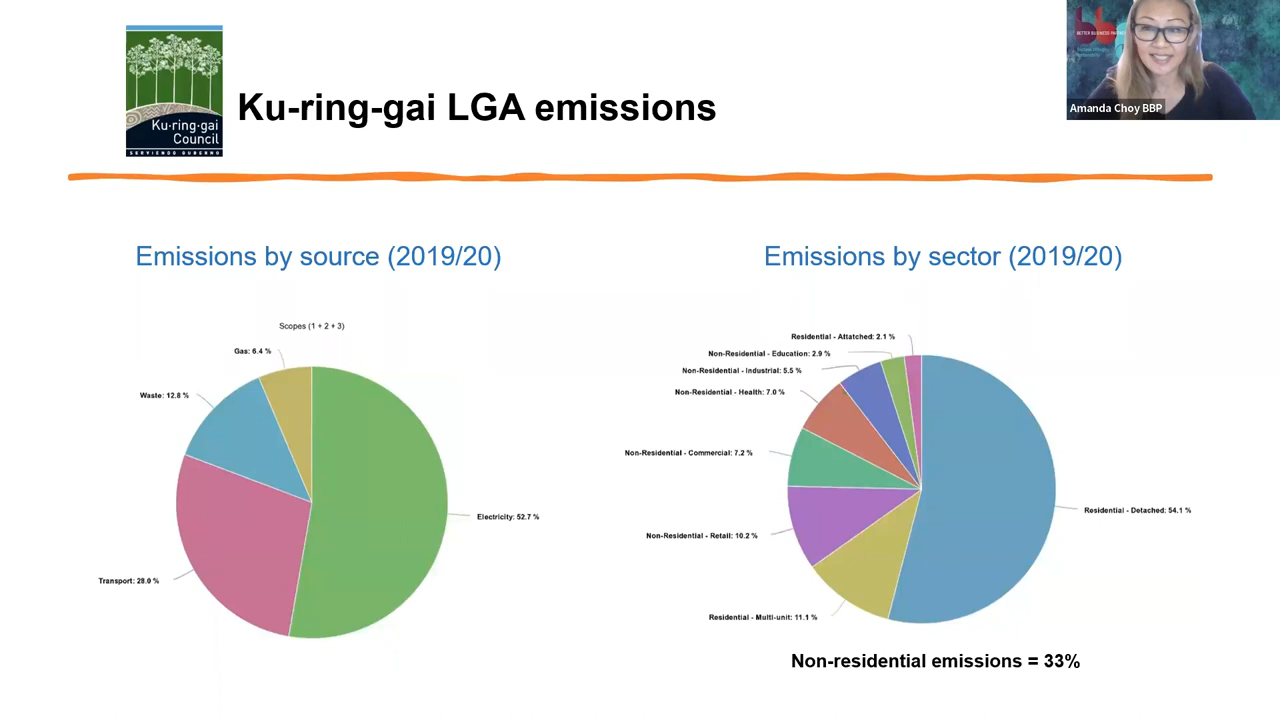 Ku-ring-gai
Council
SERVIENDO GUBERNO
Ku-ring-gai LGA emissions
BETTER BUSINESS
Amanda Choy BBP
Emissions by source (2019/20)
Scopes (1 + 2 + 3)
Gas: 6.4 %
Waste: 12.8 %
Electricity: 52.7 %
Transport: 28.0 %
Emissions by sector (2019/20)
Residential - Attatched: 2.1 %
Non-Residential - Education: 2.9 %
Non-Residential - Industrial: 5.5 %
Non-Residential - Health: 7.0 %
Non-Residential - Commercial: 7.2 %
Residential - Detached: 54.1 %
Non-Residential - Retail: 10.2 %
Residential - Multi-unit: 11.1 %
Non-residential emissions = 33%